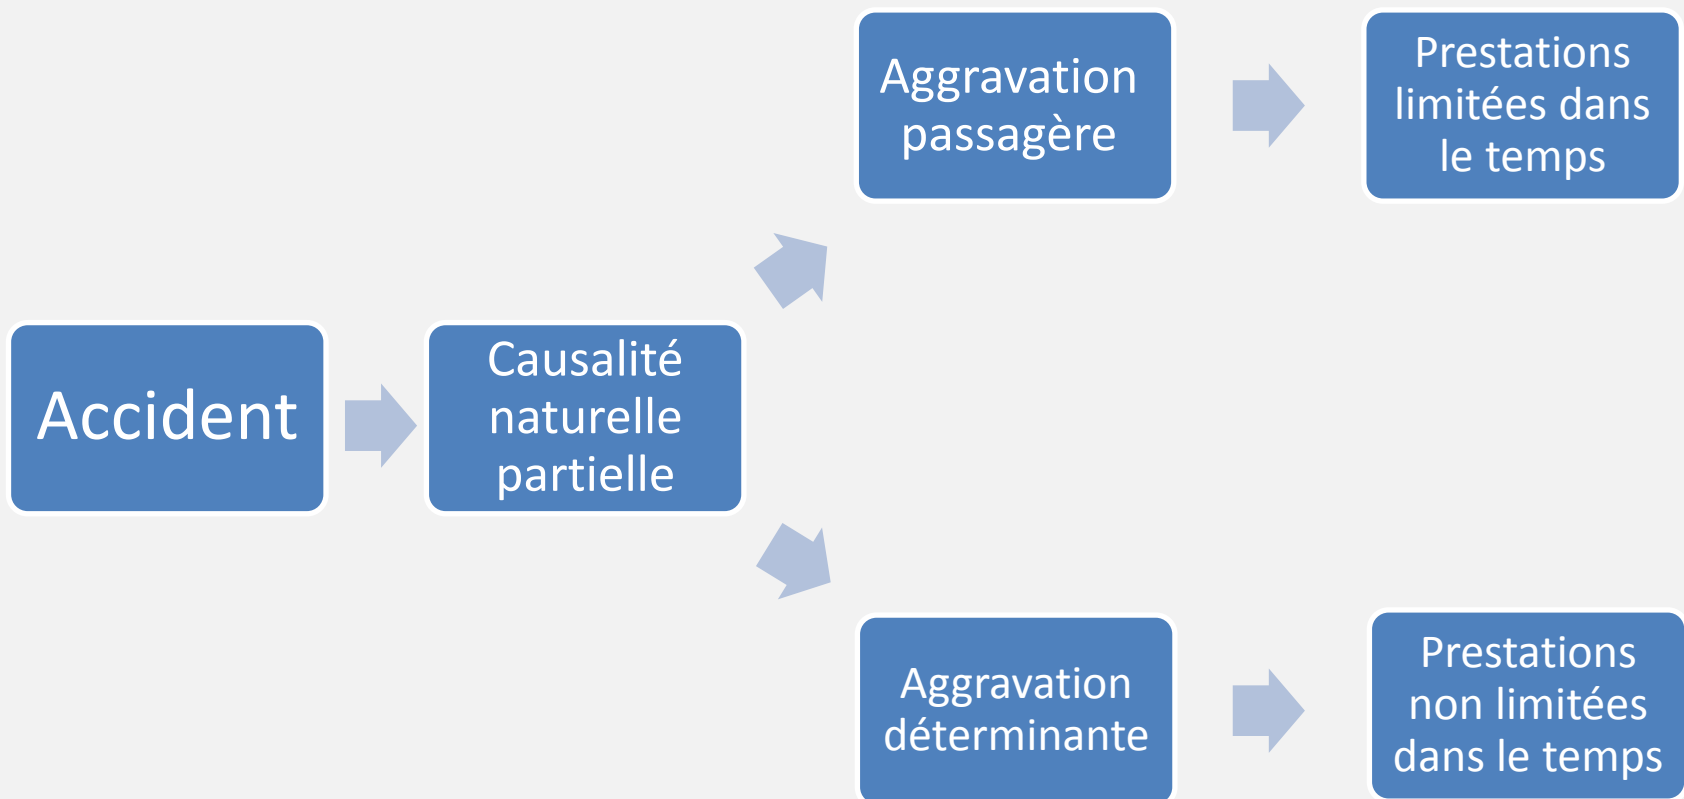 Accident
Causalité
naturelle
partielle
Aggravation
passagère
Prestations
limitées dans
le temps
Aggravation
déterminante
Prestations
non limitées
dans le temps